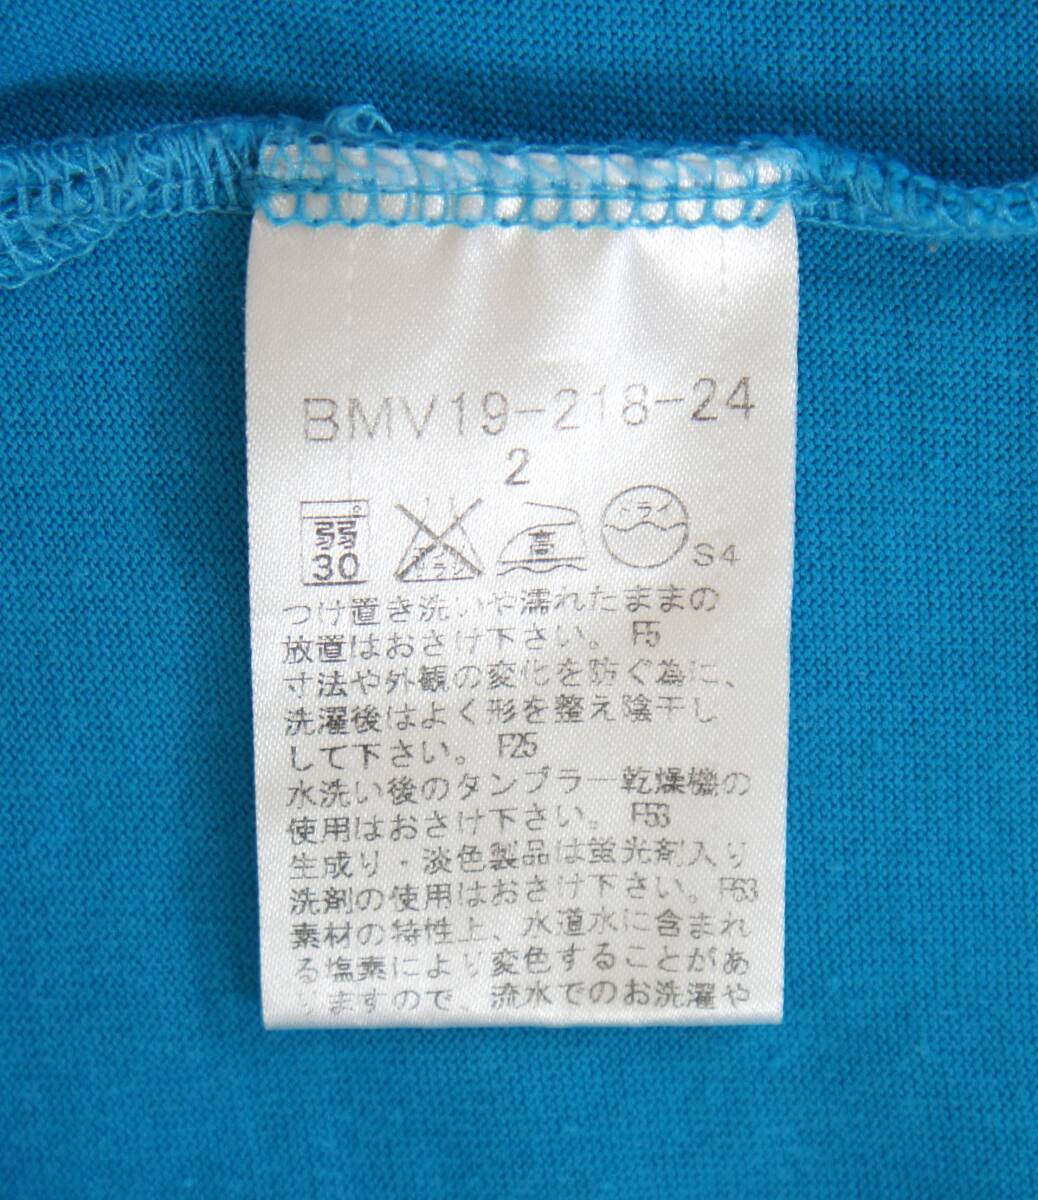 BMV19-218-24
2
弱
30
エンソ
サラシ
高
ドライ
S4
つけ置き洗いや濡れたままの
放置はおさけ下さい。 F5
寸法や外観の変化を防ぐ為に、
洗濯後はよく形を整え陰干し
して下さい。 F25
水洗い後のタンブラー乾燥機の
使用はおさけ下さい。 F53
生成り・淡色製品は蛍光剤入り
洗剤の使用はおさけ下さい。F63
素材の特性上、水道水に含まれ
る塩素により変色することがあ
りますので、流水でのお洗濯や